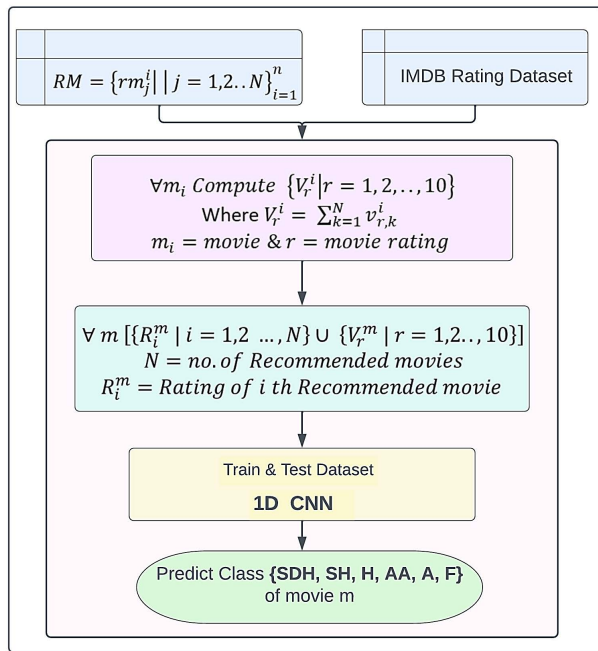 RM = {rm_j^i | | j = 1,2..N}_{i=1}^n
IMDB Rating Dataset
∀m_i Compute {V_r^i | r = 1, 2, .., 10}
Where V_r^i = ∑_{k=1}^N v_{r,k}^i
m_i = movie & r = movie rating
∀ m [{R_i^m | i = 1,2 …, N} ∪ {V_r^m | r = 1,2.., 10}]
N = no. of Recommended movies
R_i^m = Rating of i th Recommended movie
Train & Test Dataset
1D CNN
Predict Class {SDH, SH, H, AA, A, F}
of movie m